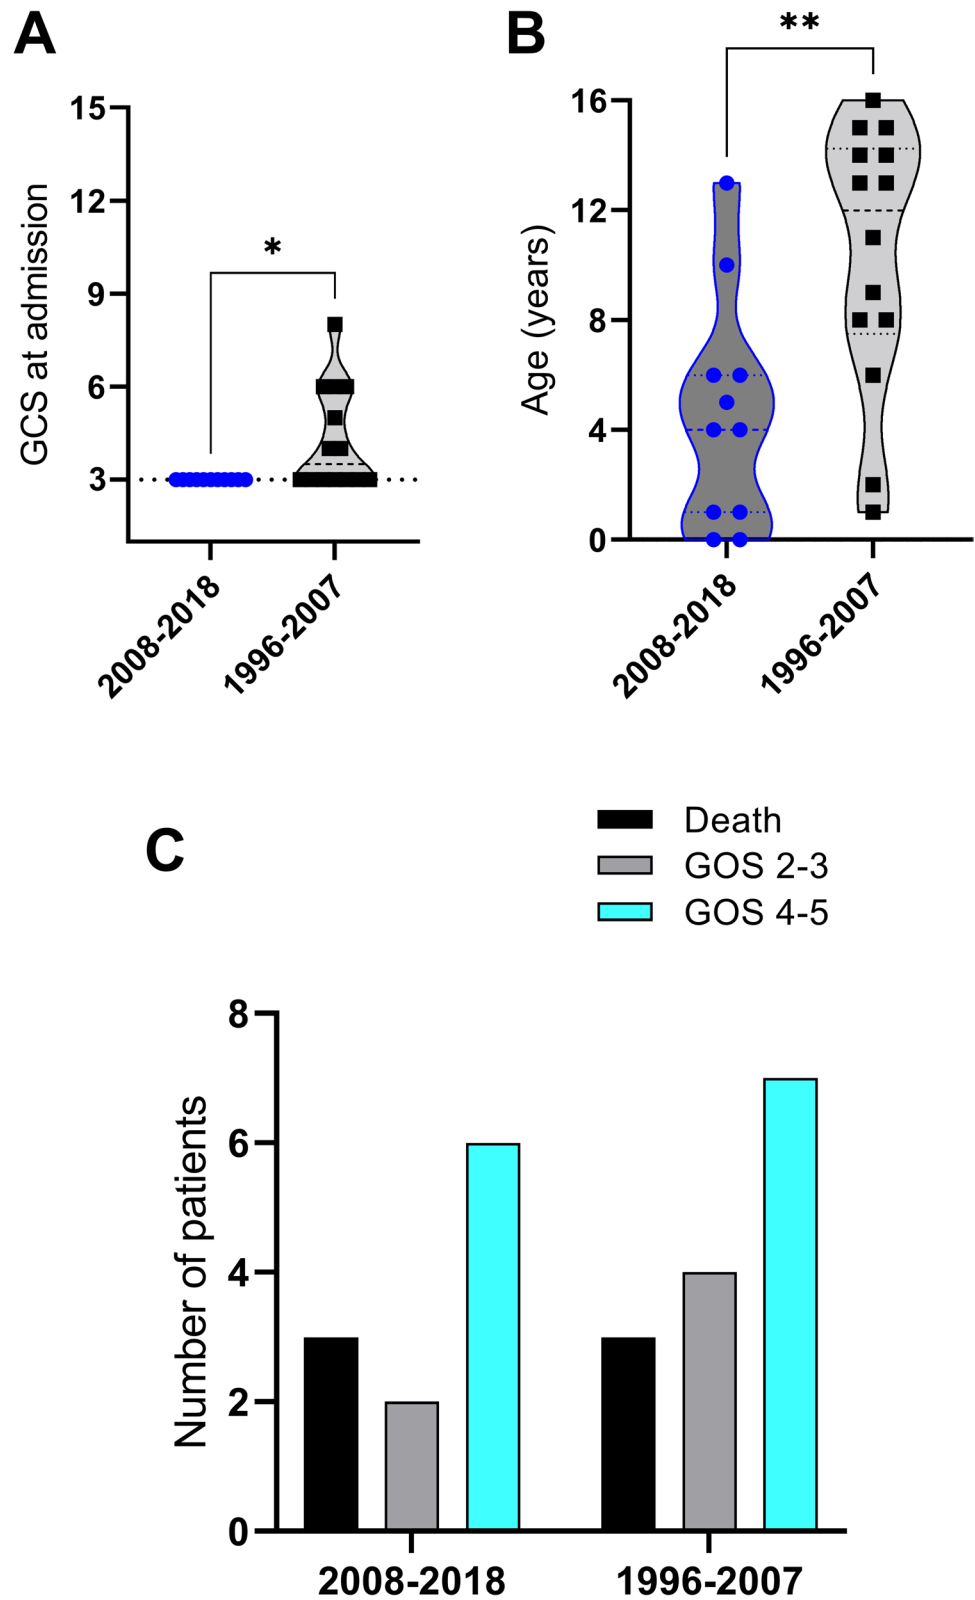 A
*
15
12
9
6
3
GCS at admission
2008-2018
1996-2007
B
**
16
12
8
4
0
Age (years)
2008-2018
1996-2007
C
Death
GOS 2-3
GOS 4-5
8
6
4
2
0
Number of patients
2008-2018
1996-2007